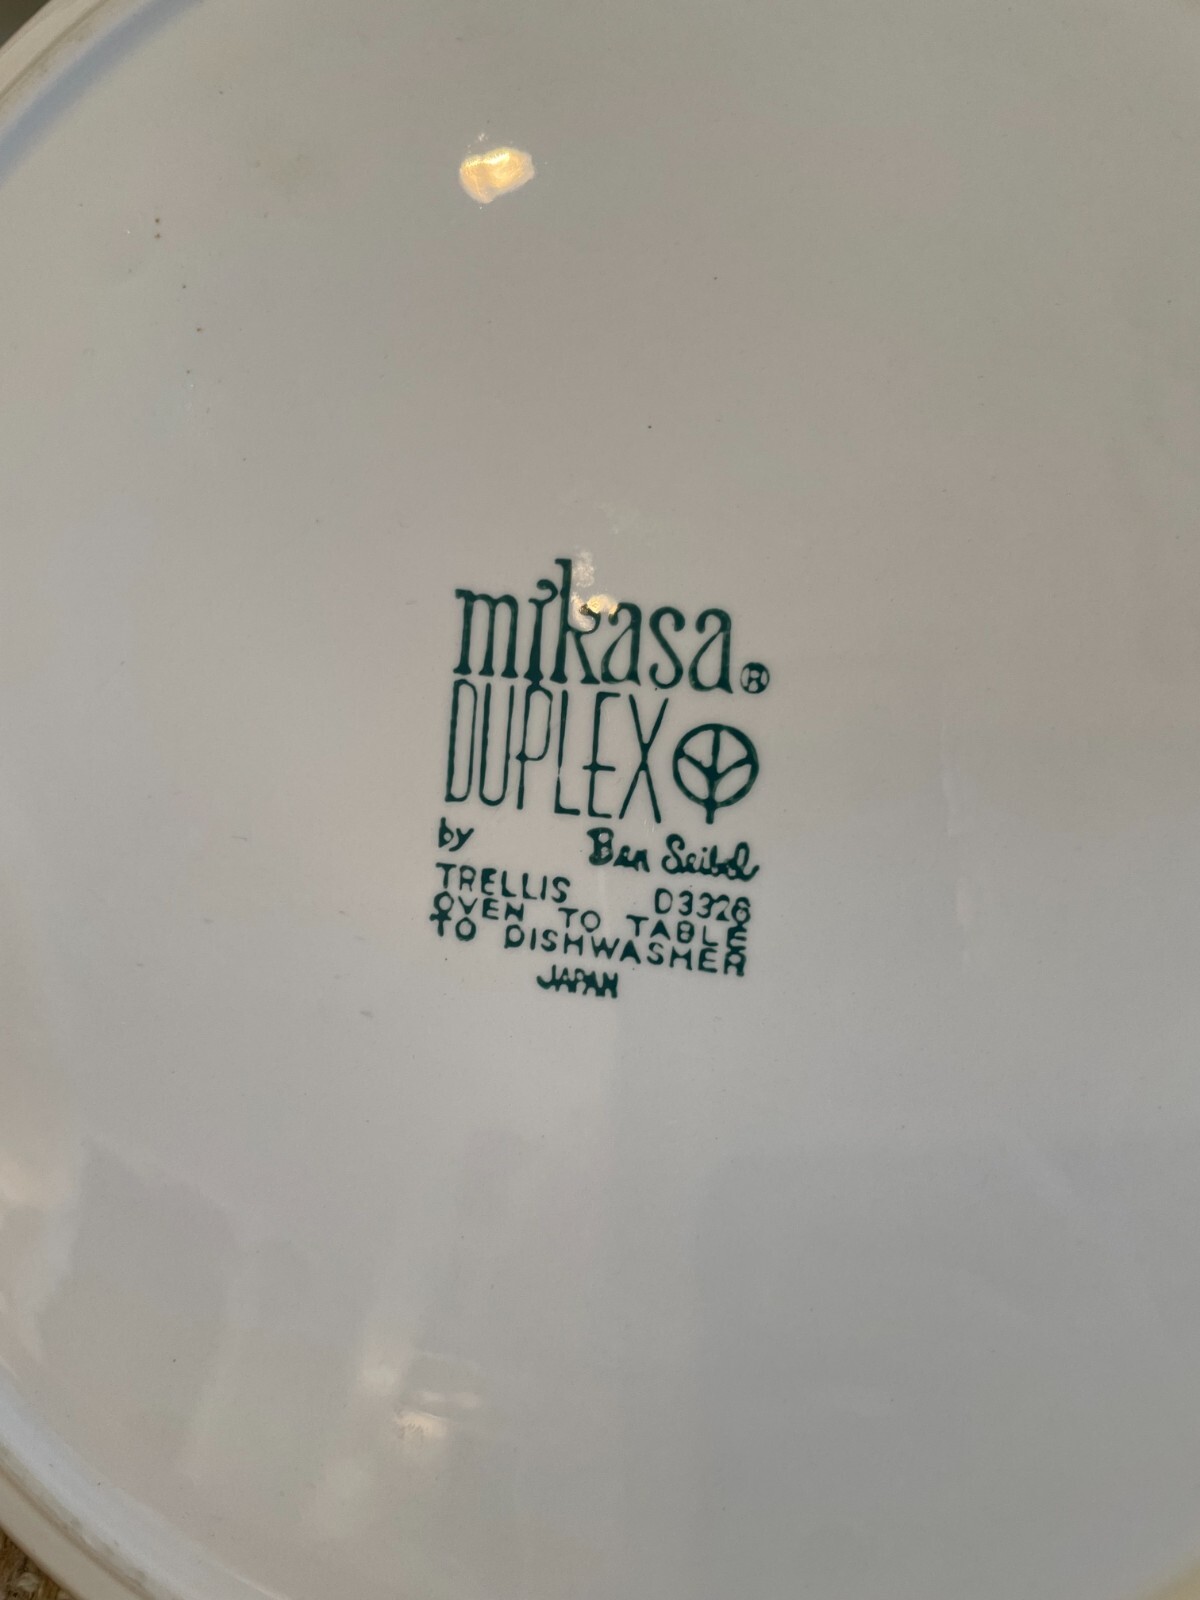 mikasa®
DUPLEX
by Ben Seibel
TRELLIS D3326
OVEN TO TABLE
TO DISHWASHER
JAPAN